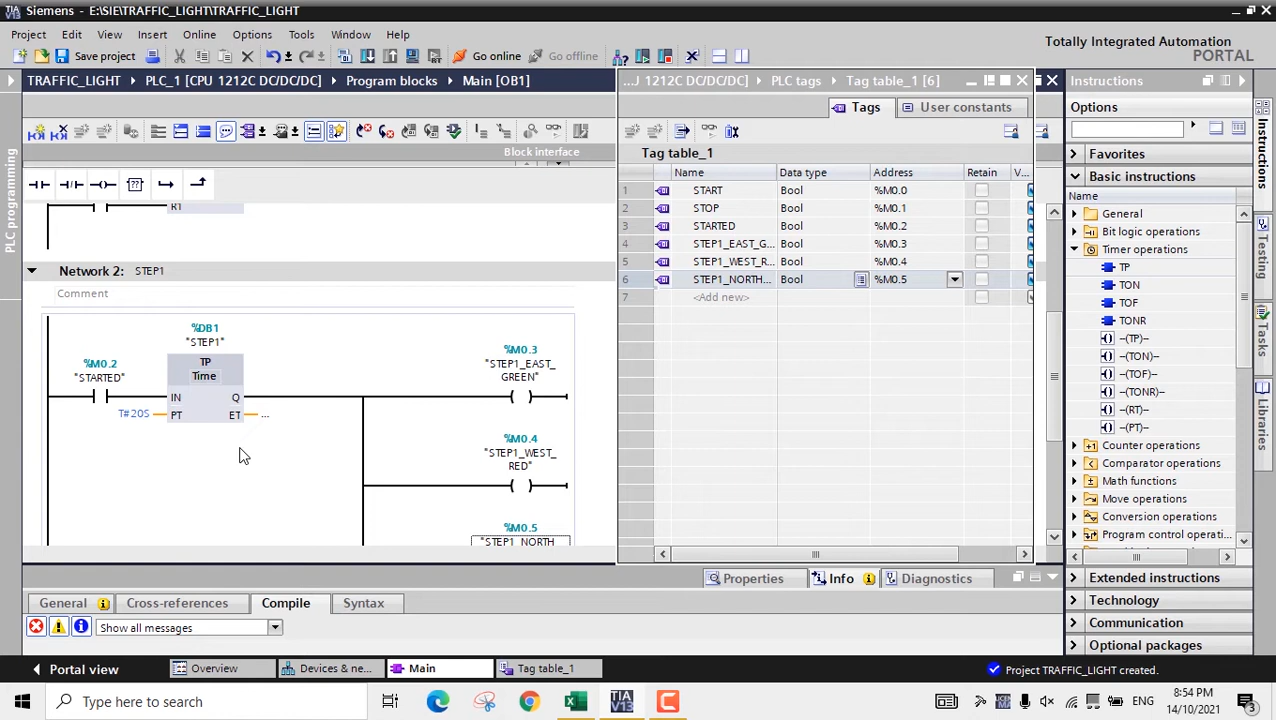 Siemens - E:\SIE\TRAFFIC_LIGHT\TRAFFIC_LIGHT
Project Edit View Insert Online Options Tools Window Help
Totally Integrated Automation
PORTAL
Save project Go online Go offline
TRAFFIC_LIGHT PLC_1 [CPU 1212C DC/DC/DC] Program blocks Main [OB1]
...J 1212C DC/DC/DC] PLC tags Tag table_1 [6]
Instructions
Options
Tags User constants
Block interface
Tag table_1
Name Data type Address Retain V...
1 START Bool %M0.0
2 STOP Bool %M0.1
3 STARTED Bool %M0.2
4 STEP1_EAST_G... Bool %M0.3
5 STEP1_WEST_R... Bool %M0.4
6 STEP1_NORTH... Bool %M0.5
7 <Add new>
R1
Network 2: STEP1
Comment
%DB1
"STEP1"
TP
Time
%M0.2
"STARTED"
IN Q
T#20S PT ET ...
%M0.3
"STEP1_EAST_
GREEN"
%M0.4
"STEP1_WEST_
RED"
%M0.5
"STEP1_NORTH
Favorites
Basic instructions
Name
General
Bit logic operations
Timer operations
TP
TON
TOF
TONR
–(TP)–
–(TON)–
–(TOF)–
–(TONR)–
–(RT)–
–(PT)–
Counter operations
Comparator operations
Math functions
Move operations
Conversion operations
Program control operati...
Extended instructions
Technology
Communication
Optional packages
PLC programming
Instructions
Testing
Tasks
Libraries
Properties Info Diagnostics
General Cross-references Compile Syntax
Show all messages
Portal view Overview Devices & ne... Main Tag table_1
Project TRAFFIC_LIGHT created.
Type here to search
ENG
8:54 PM
14/10/2021
3